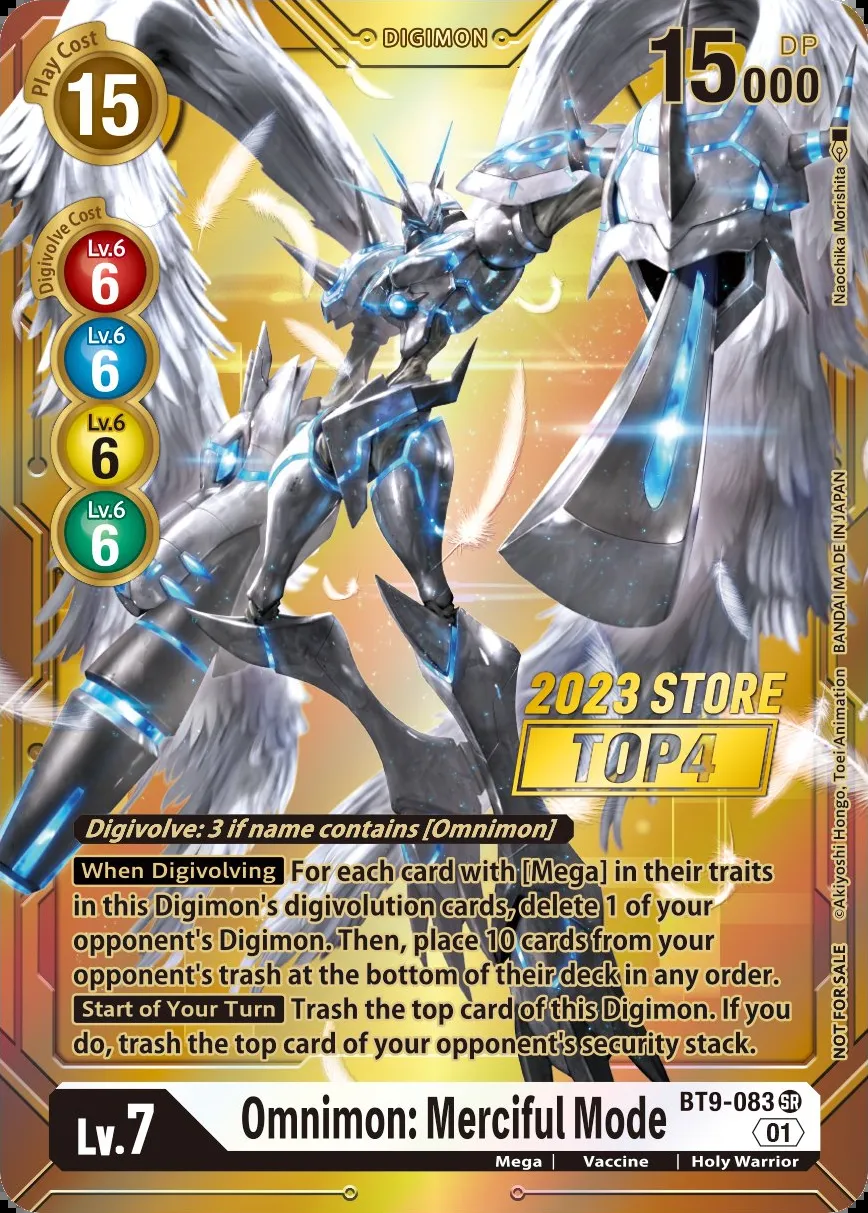 DIGIMON
Play Cost
15
DP
15000
Digivolve Cost
Lv.6
6
Lv.6
6
Lv.6
6
Lv.6
6
Naochika Morishita
©Akiyoshi Hongo, Toei Animation BANDAI MADE IN JAPAN
NOT FOR SALE
2023 STORE
TOP4
Digivolve: 3 if name contains [Omnimon]
When Digivolving For each card with [Mega] in their traits
in this Digimon's digivolution cards, delete 1 of your
opponent's Digimon. Then, place 10 cards from your
opponent's trash at the bottom of their deck in any order.
Start of Your Turn Trash the top card of this Digimon. If you
do, trash the top card of your opponent's security stack.
Lv.7
Omnimon: Merciful Mode
BT9-083 SR
01
Mega | Vaccine | Holy Warrior